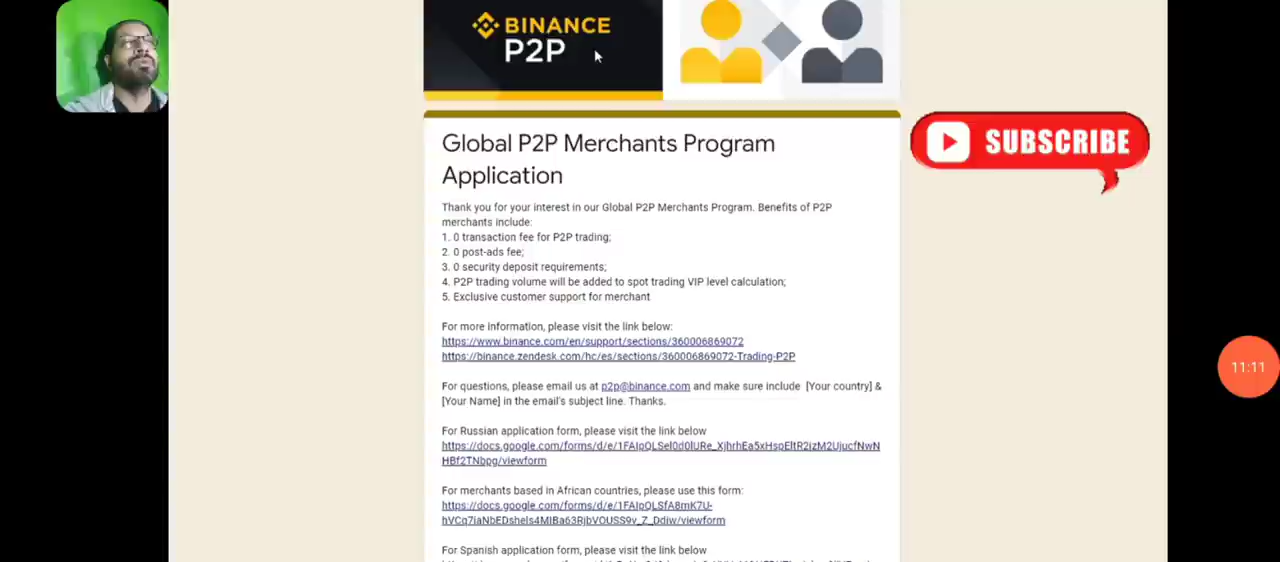 BINANCE
P2P
Global P2P Merchants Program
Application
Thank you for your interest in our Global P2P Merchants Program. Benefits of P2P
merchants include:
1. 0 transaction fee for P2P trading;
2. 0 post-ads fee;
3. 0 security deposit requirements;
4. P2P trading volume will be added to spot trading VIP level calculation;
5. Exclusive customer support for merchant
For more information, please visit the link below:
https://www.binance.com/en/support/sections/360006869072
https://binance.zendesk.com/hc/es/sections/360006869072-Trading-P2P
For questions, please email us at p2p@binance.com and make sure include [Your country] &
[Your Name] in the email's subject line. Thanks.
For Russian application form, please visit the link below
For merchants based in African countries, please use this form:
For Spanish application form, please visit the link below
SUBSCRIBE
11:11